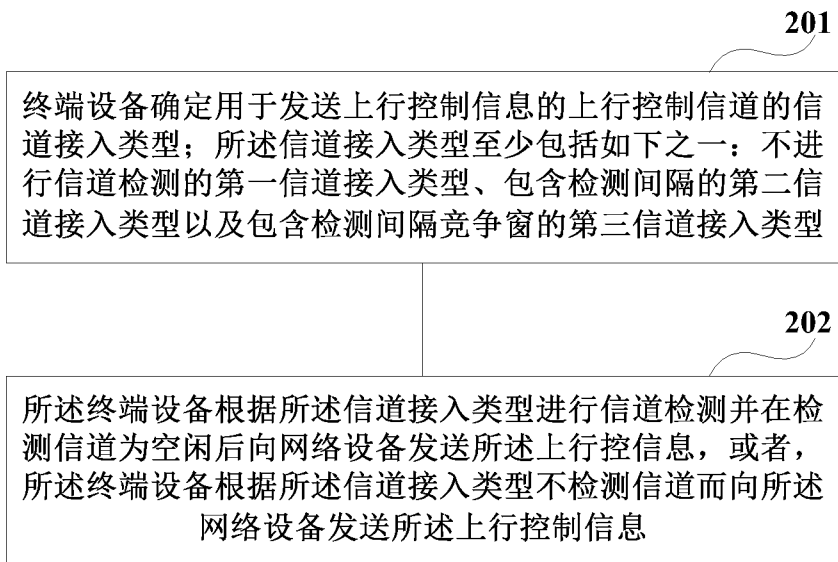 201
终端设备确定用于发送上行控制信息的上行控制信道的信
道接入类型；所述信道接入类型至少包括如下之一：不进
行信道检测的第一信道接入类型、包含检测间隔的第二信
道接入类型以及包含检测间隔竞争窗的第三信道接入类型
202
所述终端设备根据所述信道接入类型进行信道检测并在检
测信道为空闲后向网络设备发送所述上行控信息，或者，
所述终端设备根据所述信道接入类型不检测信道而向所述
网络设备发送所述上行控制信息